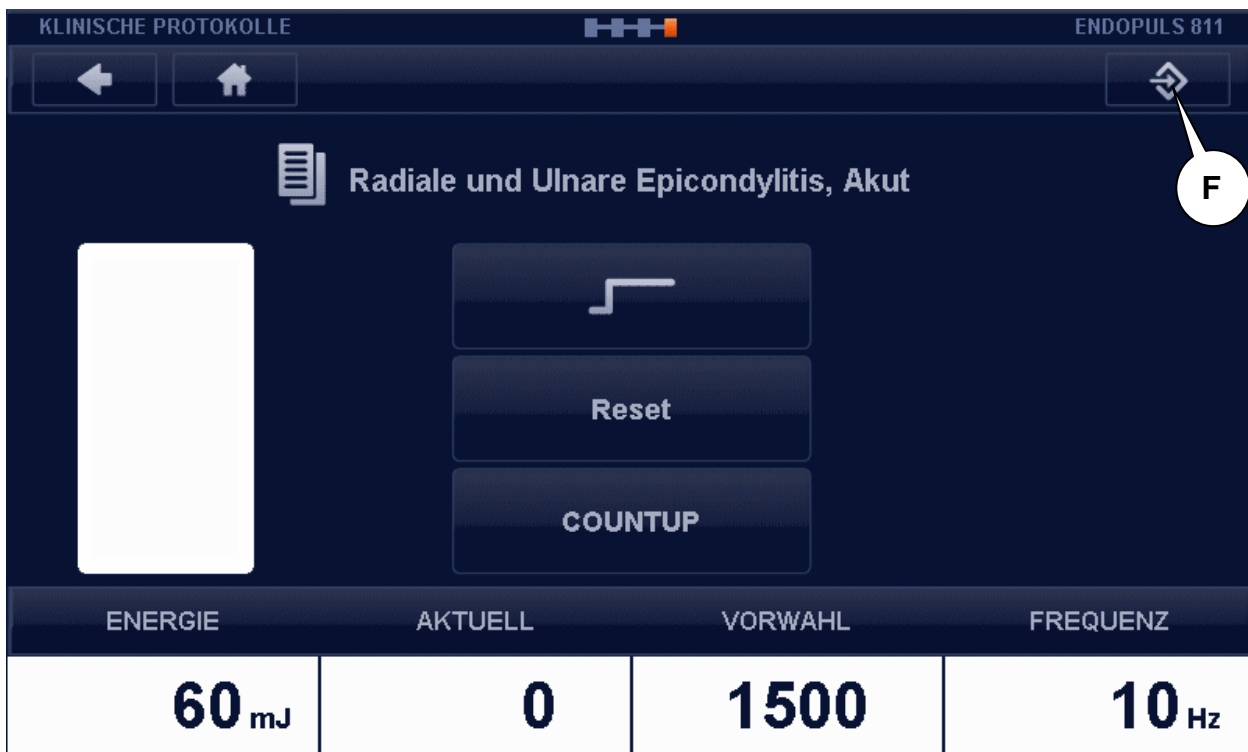 KLINISCHE PROTOKOLLE ENDOPULS 811
F
Radiale und Ulnare Epicondylitis, Akut
Reset
COUNTUP
ENERGIE AKTUELL VORWAHL FREQUENZ
60 mJ 0 1500 10 Hz